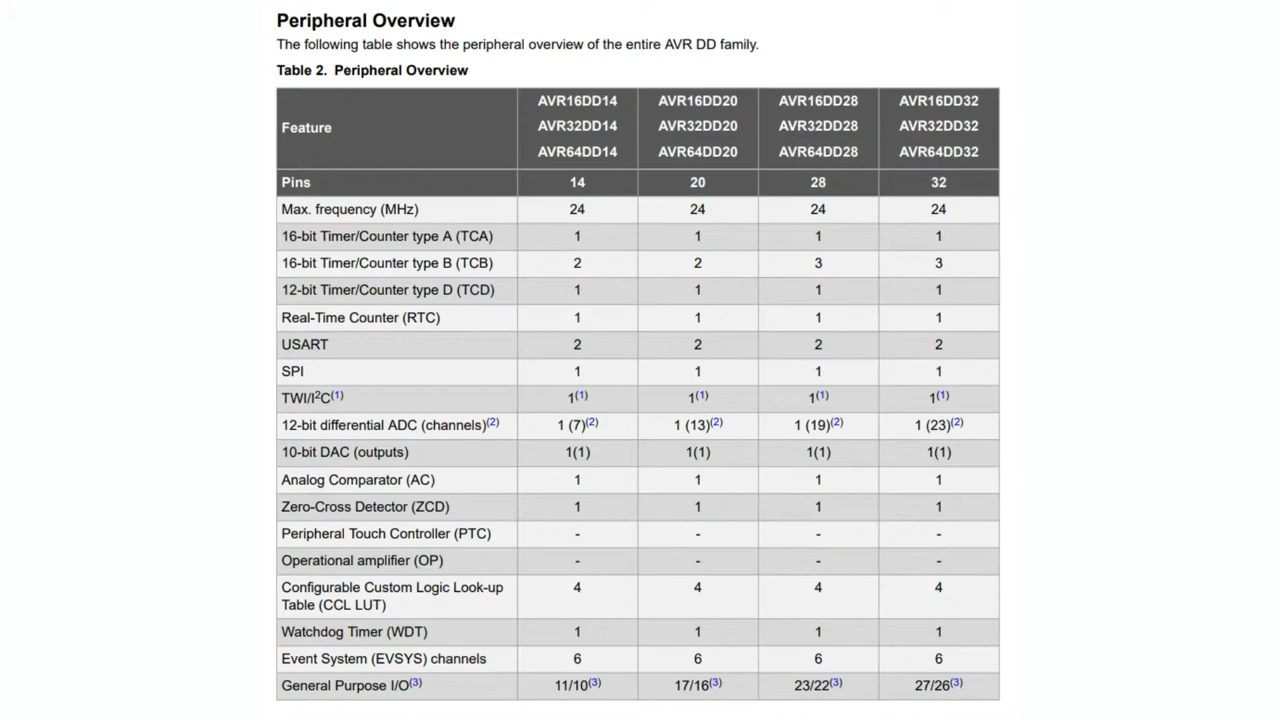 Peripheral Overview
The following table shows the peripheral overview of the entire AVR DD family.
Table 2. Peripheral Overview
Feature AVR16DD14 AVR32DD14 AVR64DD14 AVR16DD20 AVR32DD20 AVR64DD20 AVR16DD28 AVR32DD28 AVR64DD28 AVR16DD32 AVR32DD32 AVR64DD32
Pins 14 20 28 32
Max. frequency (MHz) 24 24 24 24
16-bit Timer/Counter type A (TCA) 1 1 1 1
16-bit Timer/Counter type B (TCB) 2 2 3 3
12-bit Timer/Counter type D (TCD) 1 1 1 1
Real-Time Counter (RTC) 1 1 1 1
USART 2 2 2 2
SPI 1 1 1 1
TWI/I²C(1) 1(1) 1(1) 1(1) 1(1)
12-bit differential ADC (channels)(2) 1 (7)(2) 1 (13)(2) 1 (19)(2) 1 (23)(2)
10-bit DAC (outputs) 1(1) 1(1) 1(1) 1(1)
Analog Comparator (AC) 1 1 1 1
Zero-Cross Detector (ZCD) 1 1 1 1
Peripheral Touch Controller (PTC) - - - -
Operational amplifier (OP) - - - -
Configurable Custom Logic Look-up
Table (CCL LUT) 4 4 4 4
Watchdog Timer (WDT) 1 1 1 1
Event System (EVSYS) channels 6 6 6 6
General Purpose I/O(3) 11/10(3) 17/16(3) 23/22(3) 27/26(3)